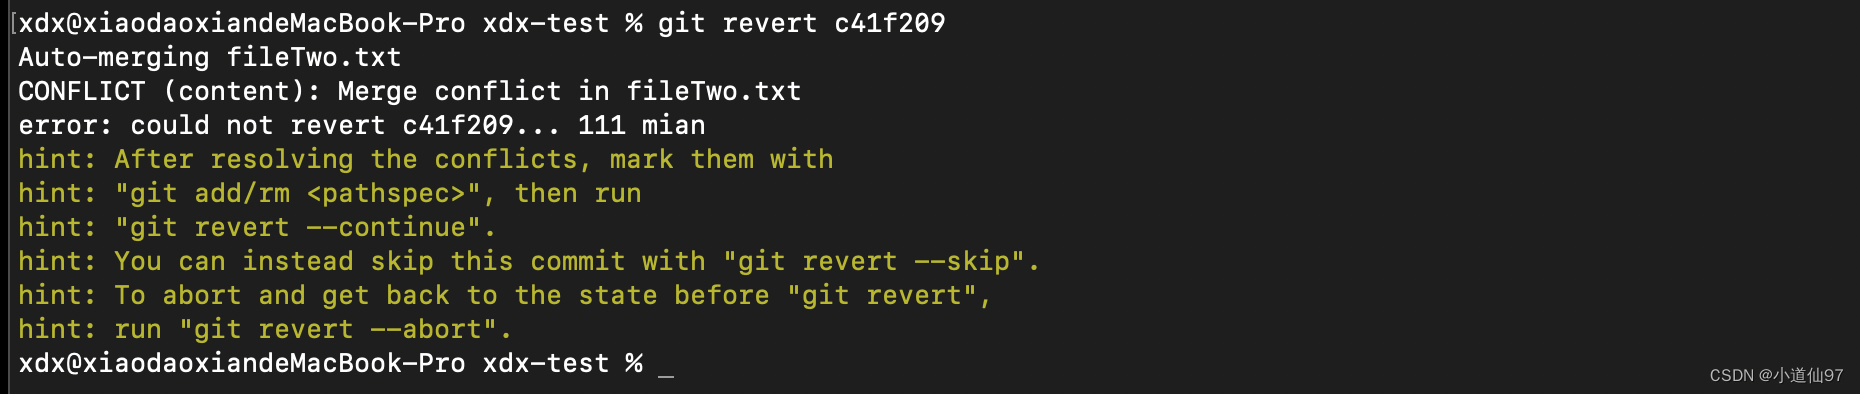 [xdx@xiaodaoxiandeMacBook-Pro xdx-test % git revert c41f209
Auto-merging fileTwo.txt
CONFLICT (content): Merge conflict in fileTwo.txt
error: could not revert c41f209... 111 mian
hint: After resolving the conflicts, mark them with
hint: "git add/rm <pathspec>", then run
hint: "git revert --continue".
hint: You can instead skip this commit with "git revert --skip".
hint: To abort and get back to the state before "git revert",
hint: run "git revert --abort".
xdx@xiaodaoxiandeMacBook-Pro xdx-test % _
CSDN @小道仙97